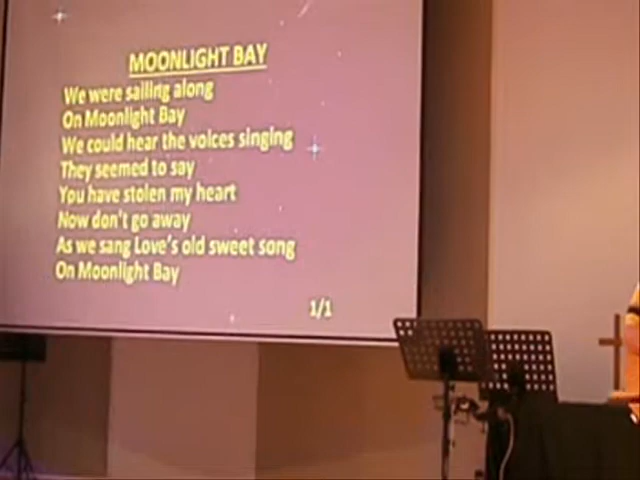 MOONLIGHT BAY
We were sailing along
On Moonlight Bay
We could hear the voices singing
They seemed to say
You have stolen my heart
Now don't go away
As we sang Love's old sweet song
On Moonlight Bay
1/1